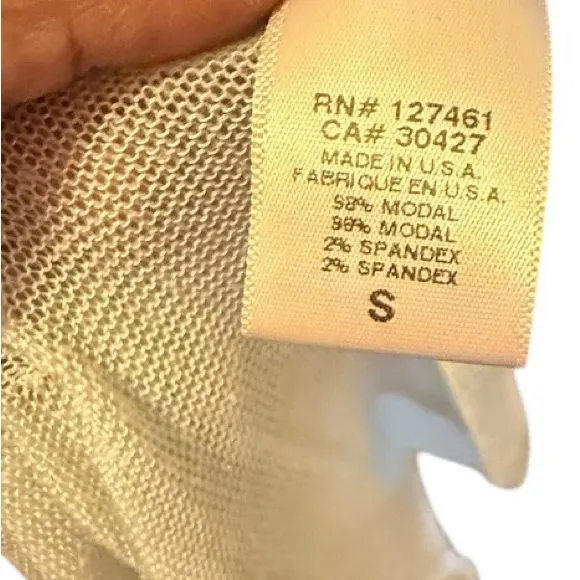 RN# 127461
CA# 30427
MADE IN U.S.A.
FABRIQUE EN U.S.A.
98% MODAL
98% MODAL
2% SPANDEX
2% SPANDEX
S